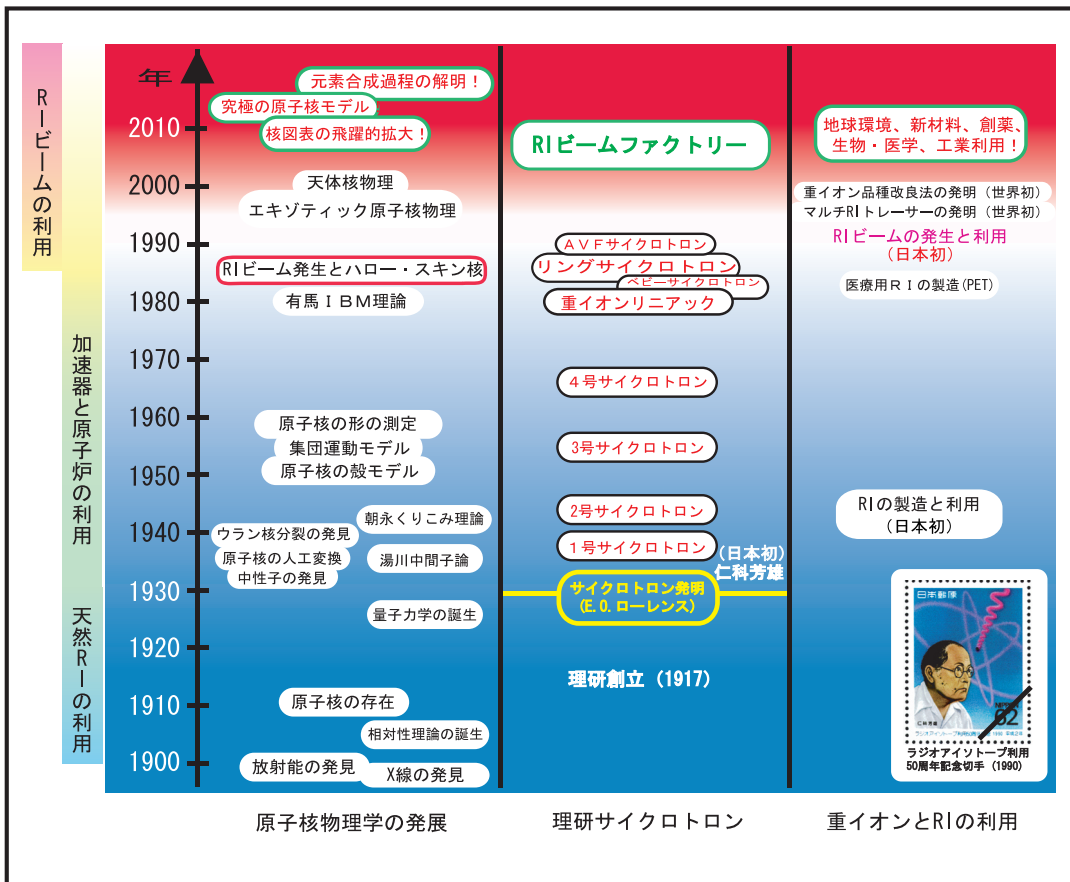 RIビームの利用
加速器と原子炉の利用
天然RIの利用
年
2010
2000
1990
1980
1970
1960
1950
1940
1930
1920
1910
1900
元素合成過程の解明！
究極の原子核モデル
核図表の飛躍的拡大！
天体核物理
エキゾティック原子核物理
RIビーム発生とハロー・スキン核
有馬ＩＢＭ理論
原子核の形の測定
集団運動モデル
原子核の殻モデル
朝永くりこみ理論
ウラン核分裂の発見
原子核の人工変換
湯川中間子論
中性子の発見
量子力学の誕生
原子核の存在
相対性理論の誕生
放射能の発見
X線の発見
原子核物理学の発展
RIビームファクトリー
ＡＶＦサイクロトロン
リングサイクロトロン
ベビーサイクロトロン
重イオンリニアック
４号サイクロトロン
3号サイクロトロン
2号サイクロトロン
１号サイクロトロン
(日本初)
仁科芳雄
サイクロトロン発明
(E.O.ローレンス)
理研創立 (1917)
理研サイクロトロン
地球環境、新材料、創薬、
生物・医学、工業利用！
重イオン品種改良法の発明（世界初）
マルチRIトレーサーの発明（世界初）
RIビームの発生と利用
(日本初)
医療用ＲＩの製造(PET)
RIの製造と利用
(日本初)
日本郵便
NIPPON
62
仁科芳雄
ラジオアイソトープ利用
50周年記念切手 (1990)
重イオンとRIの利用